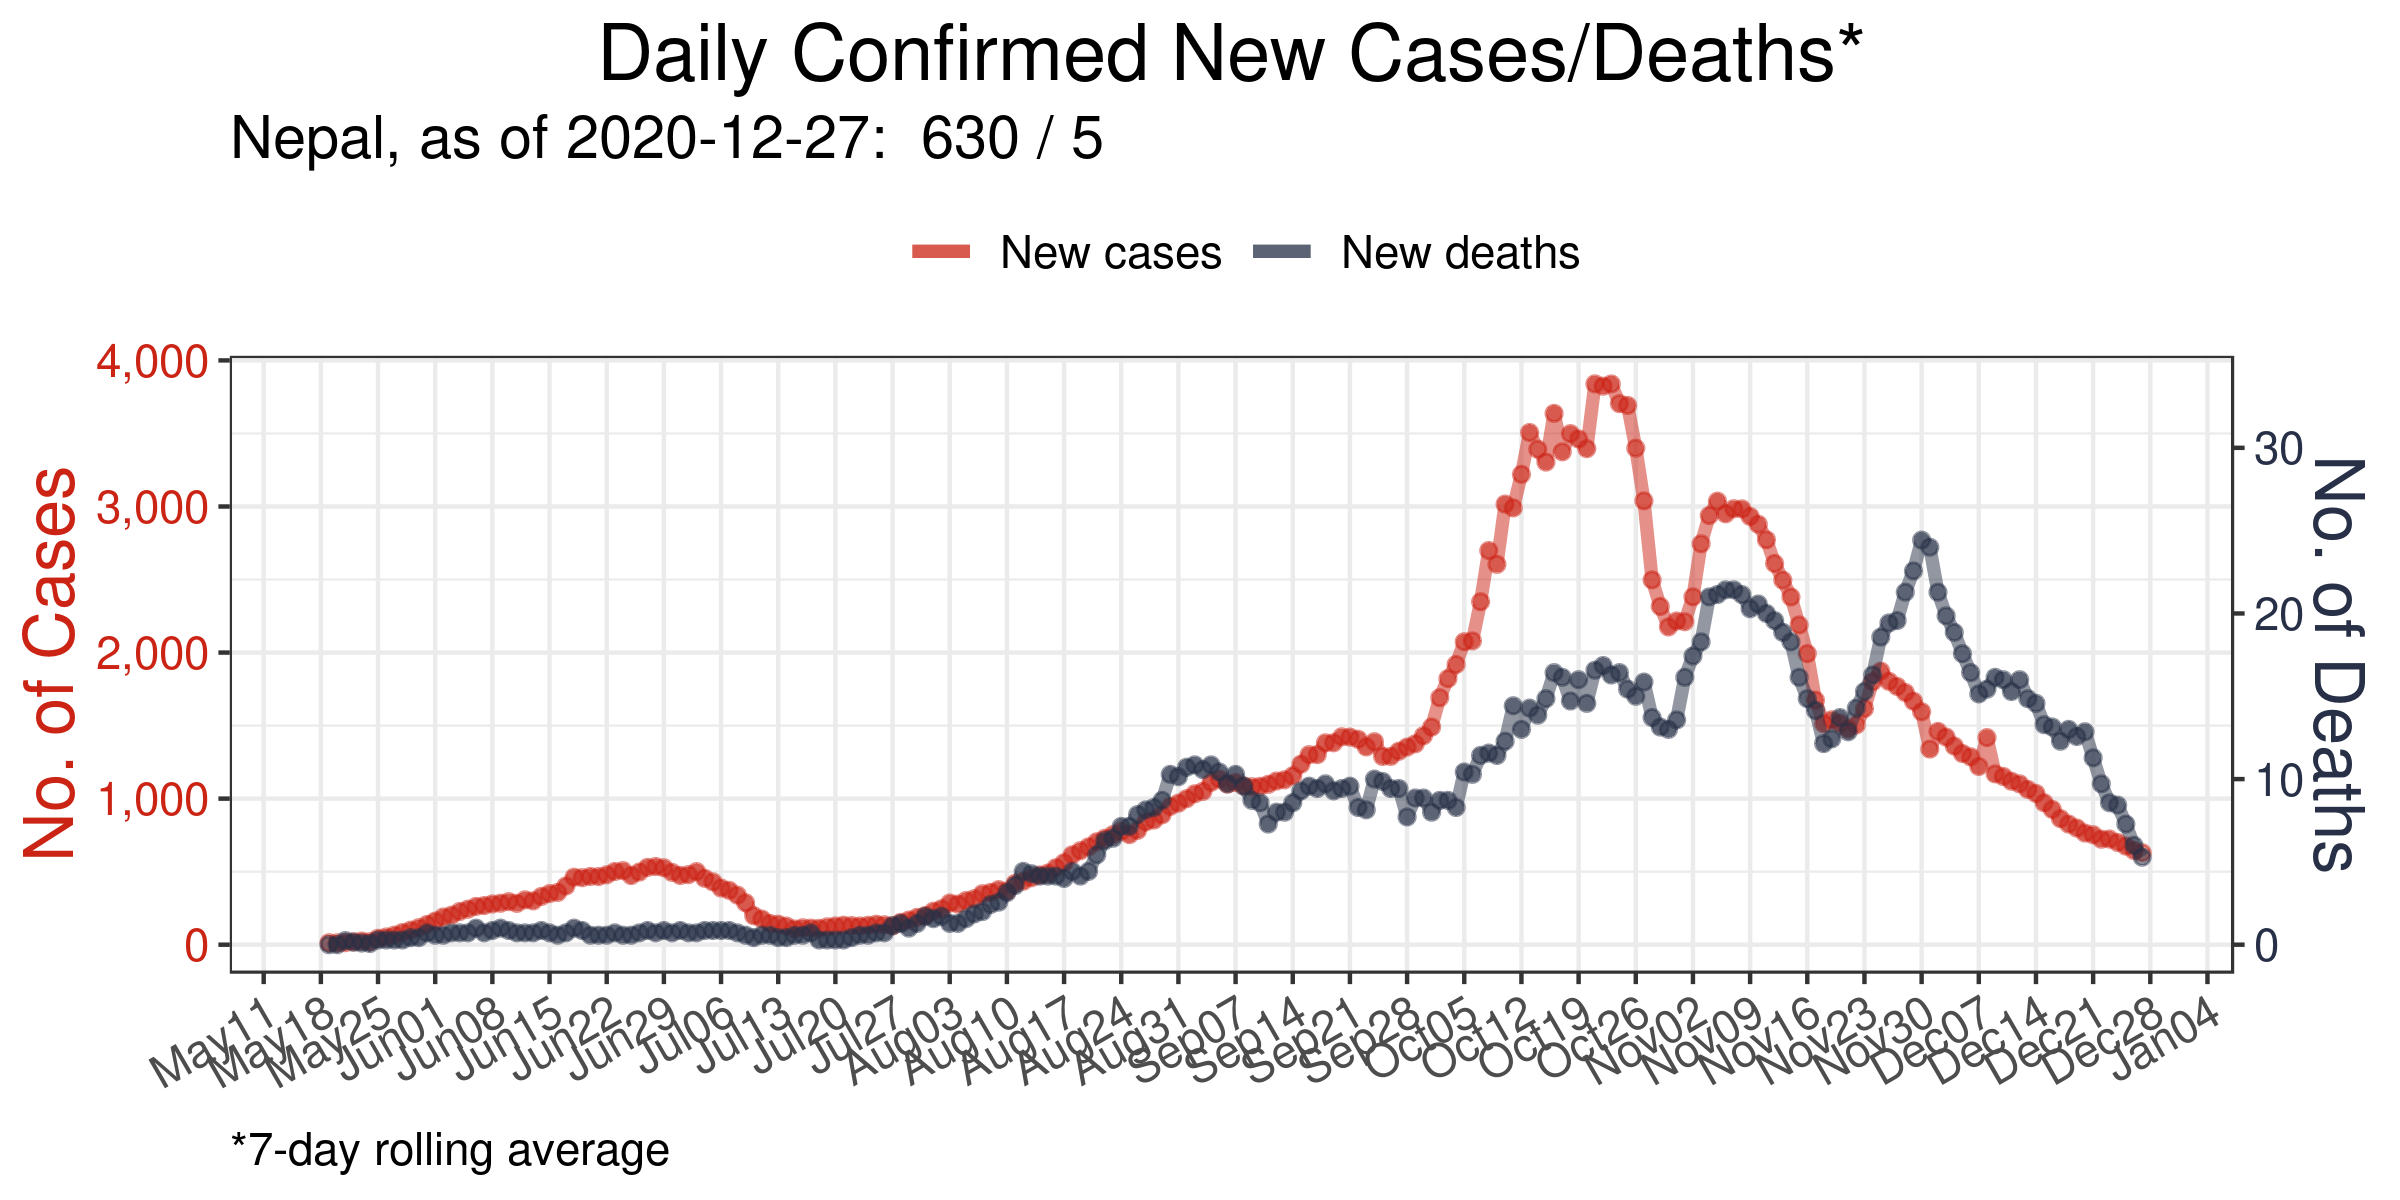 Daily Confirmed New Cases/Deaths*
Nepal, as of 2020-12-27:  630 / 5
New cases
New deaths
No. of Cases
4,000
3,000
2,000
1,000
0
30
20
10
0
No. of Deaths
May11
May18
May25
Jun01
Jun08
Jun15
Jun22
Jun29
Jul06
Jul13
Jul20
Jul27
Aug03
Aug10
Aug17
Aug24
Aug31
Sep07
Sep14
Sep21
Sep28
Oct05
Oct12
Oct19
Oct26
Nov02
Nov09
Nov16
Nov23
Nov30
Dec07
Dec14
Dec21
Dec28
Jan04
*7-day rolling average